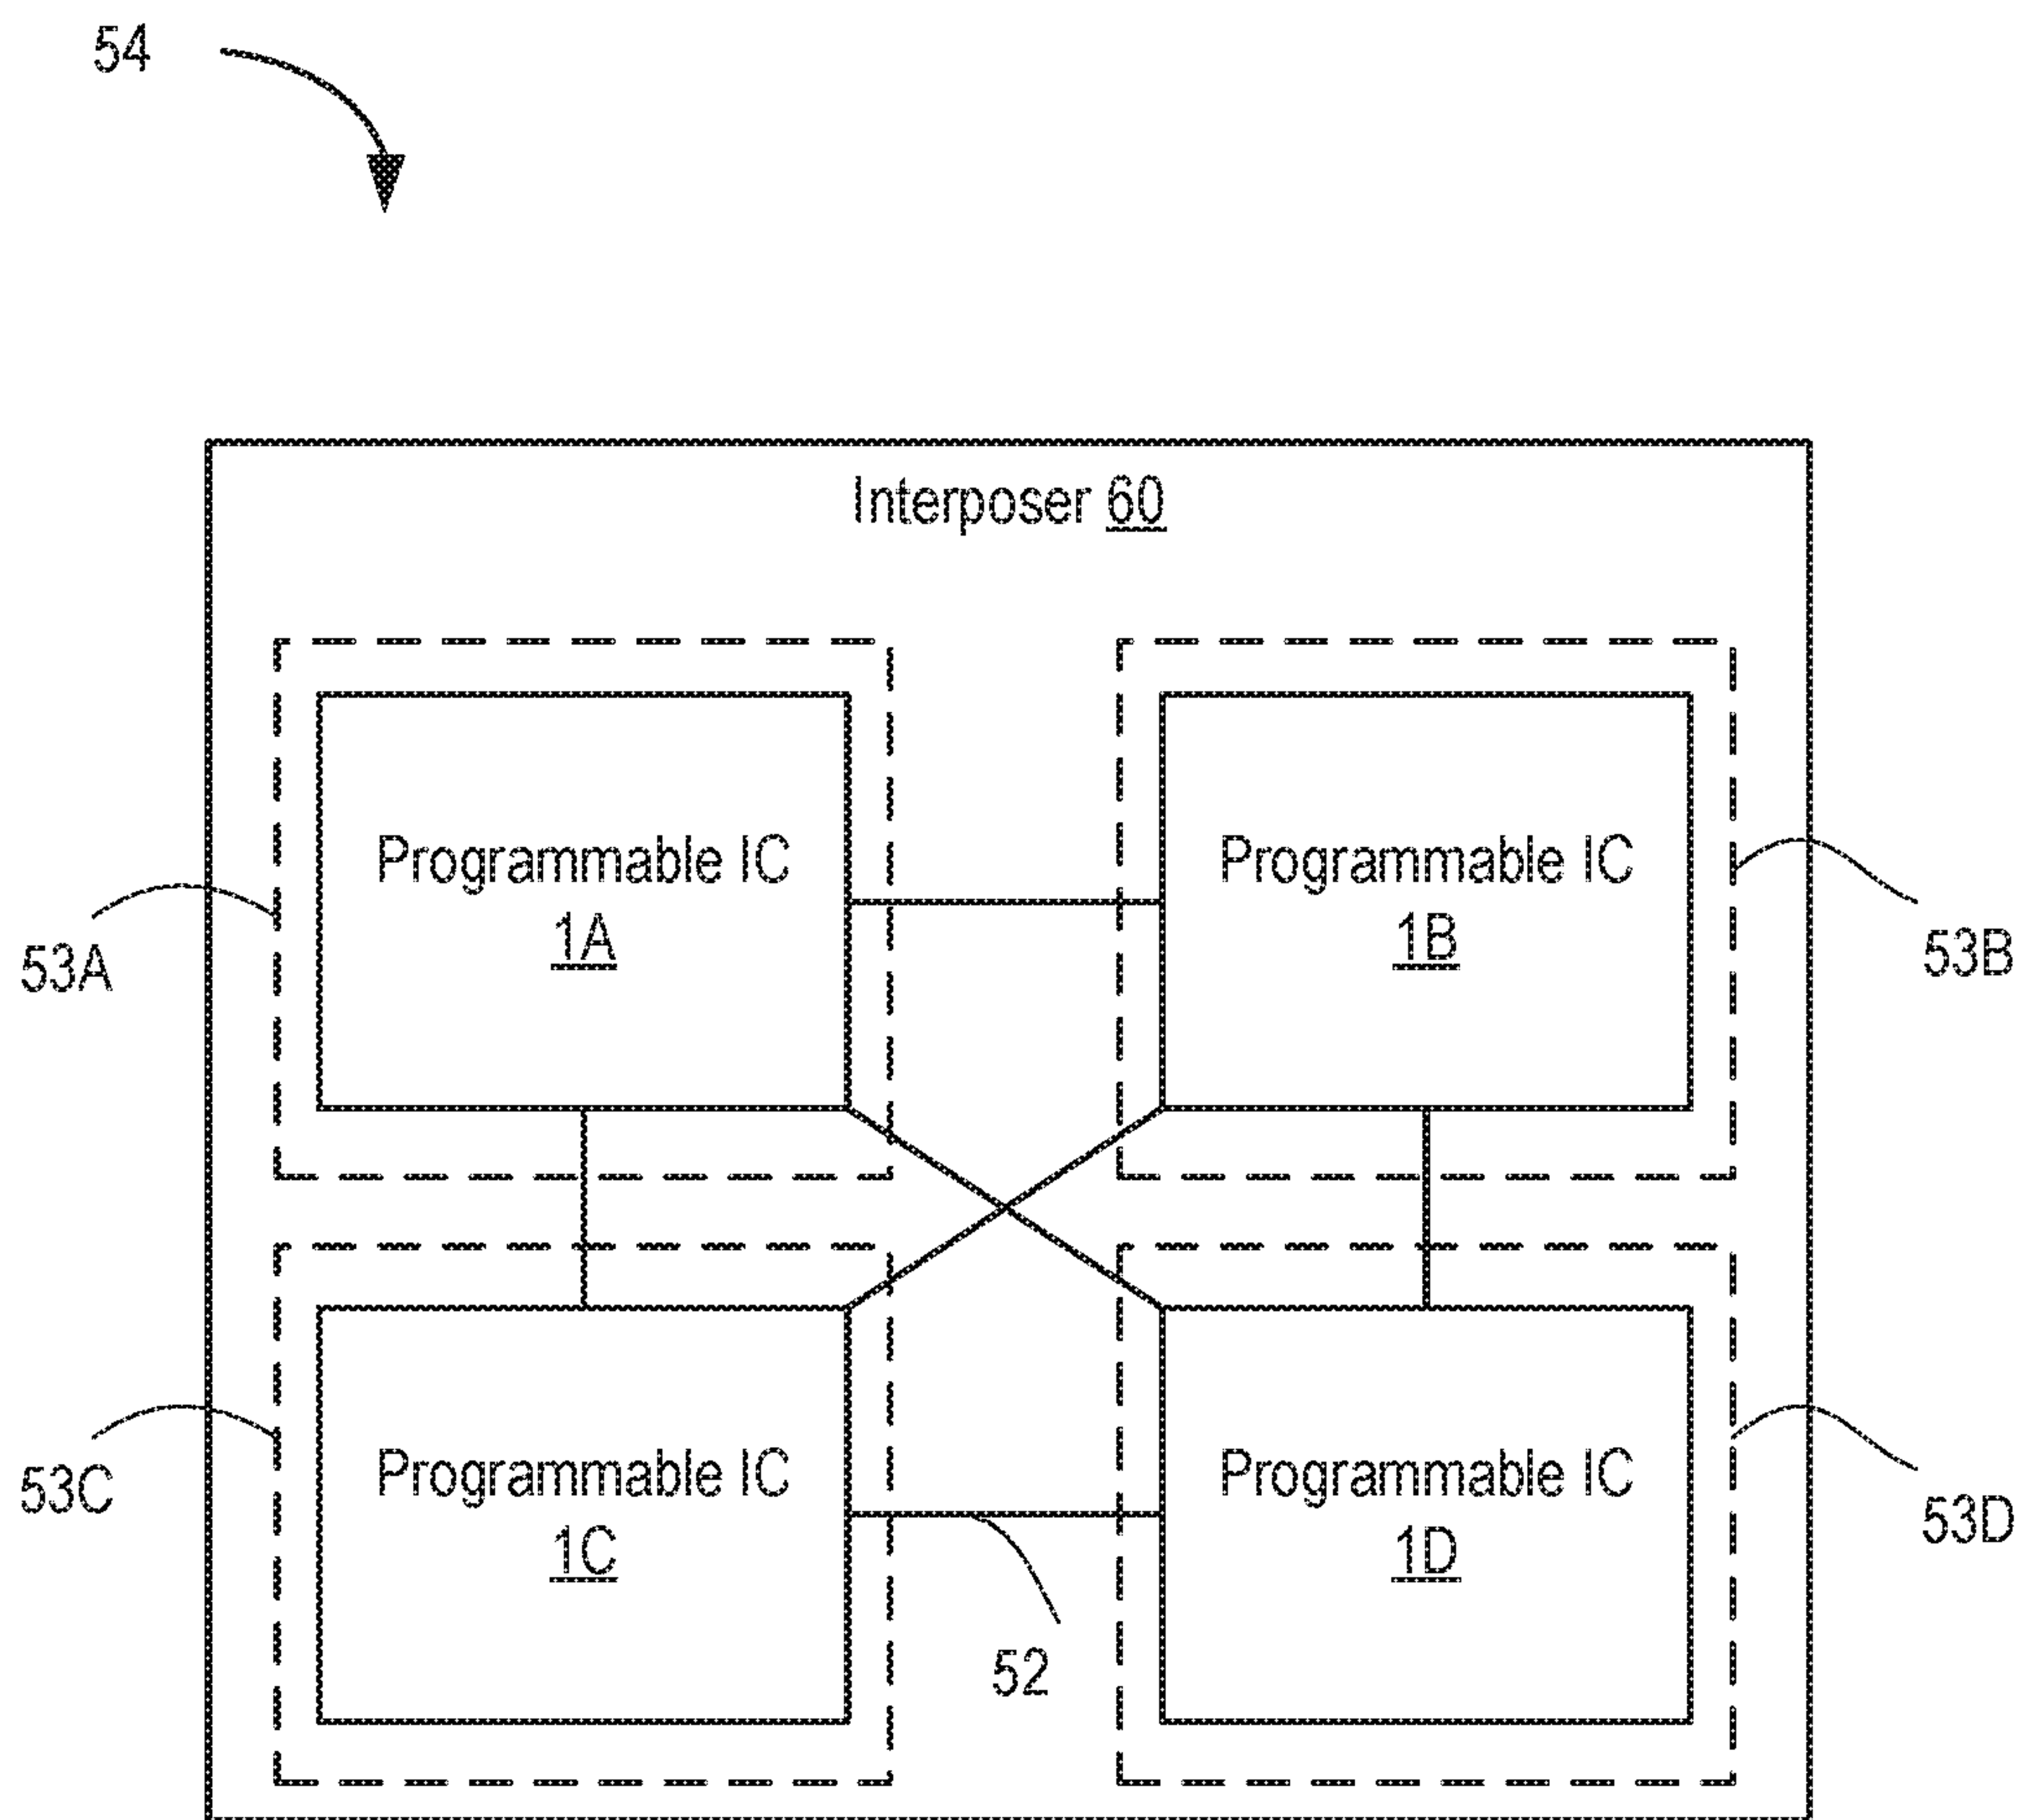 54
Interposer 60
Programmable IC
1A
Programmable IC
1B
53A
53B
Programmable IC
1C
Programmable IC
1D
53C
53D
52